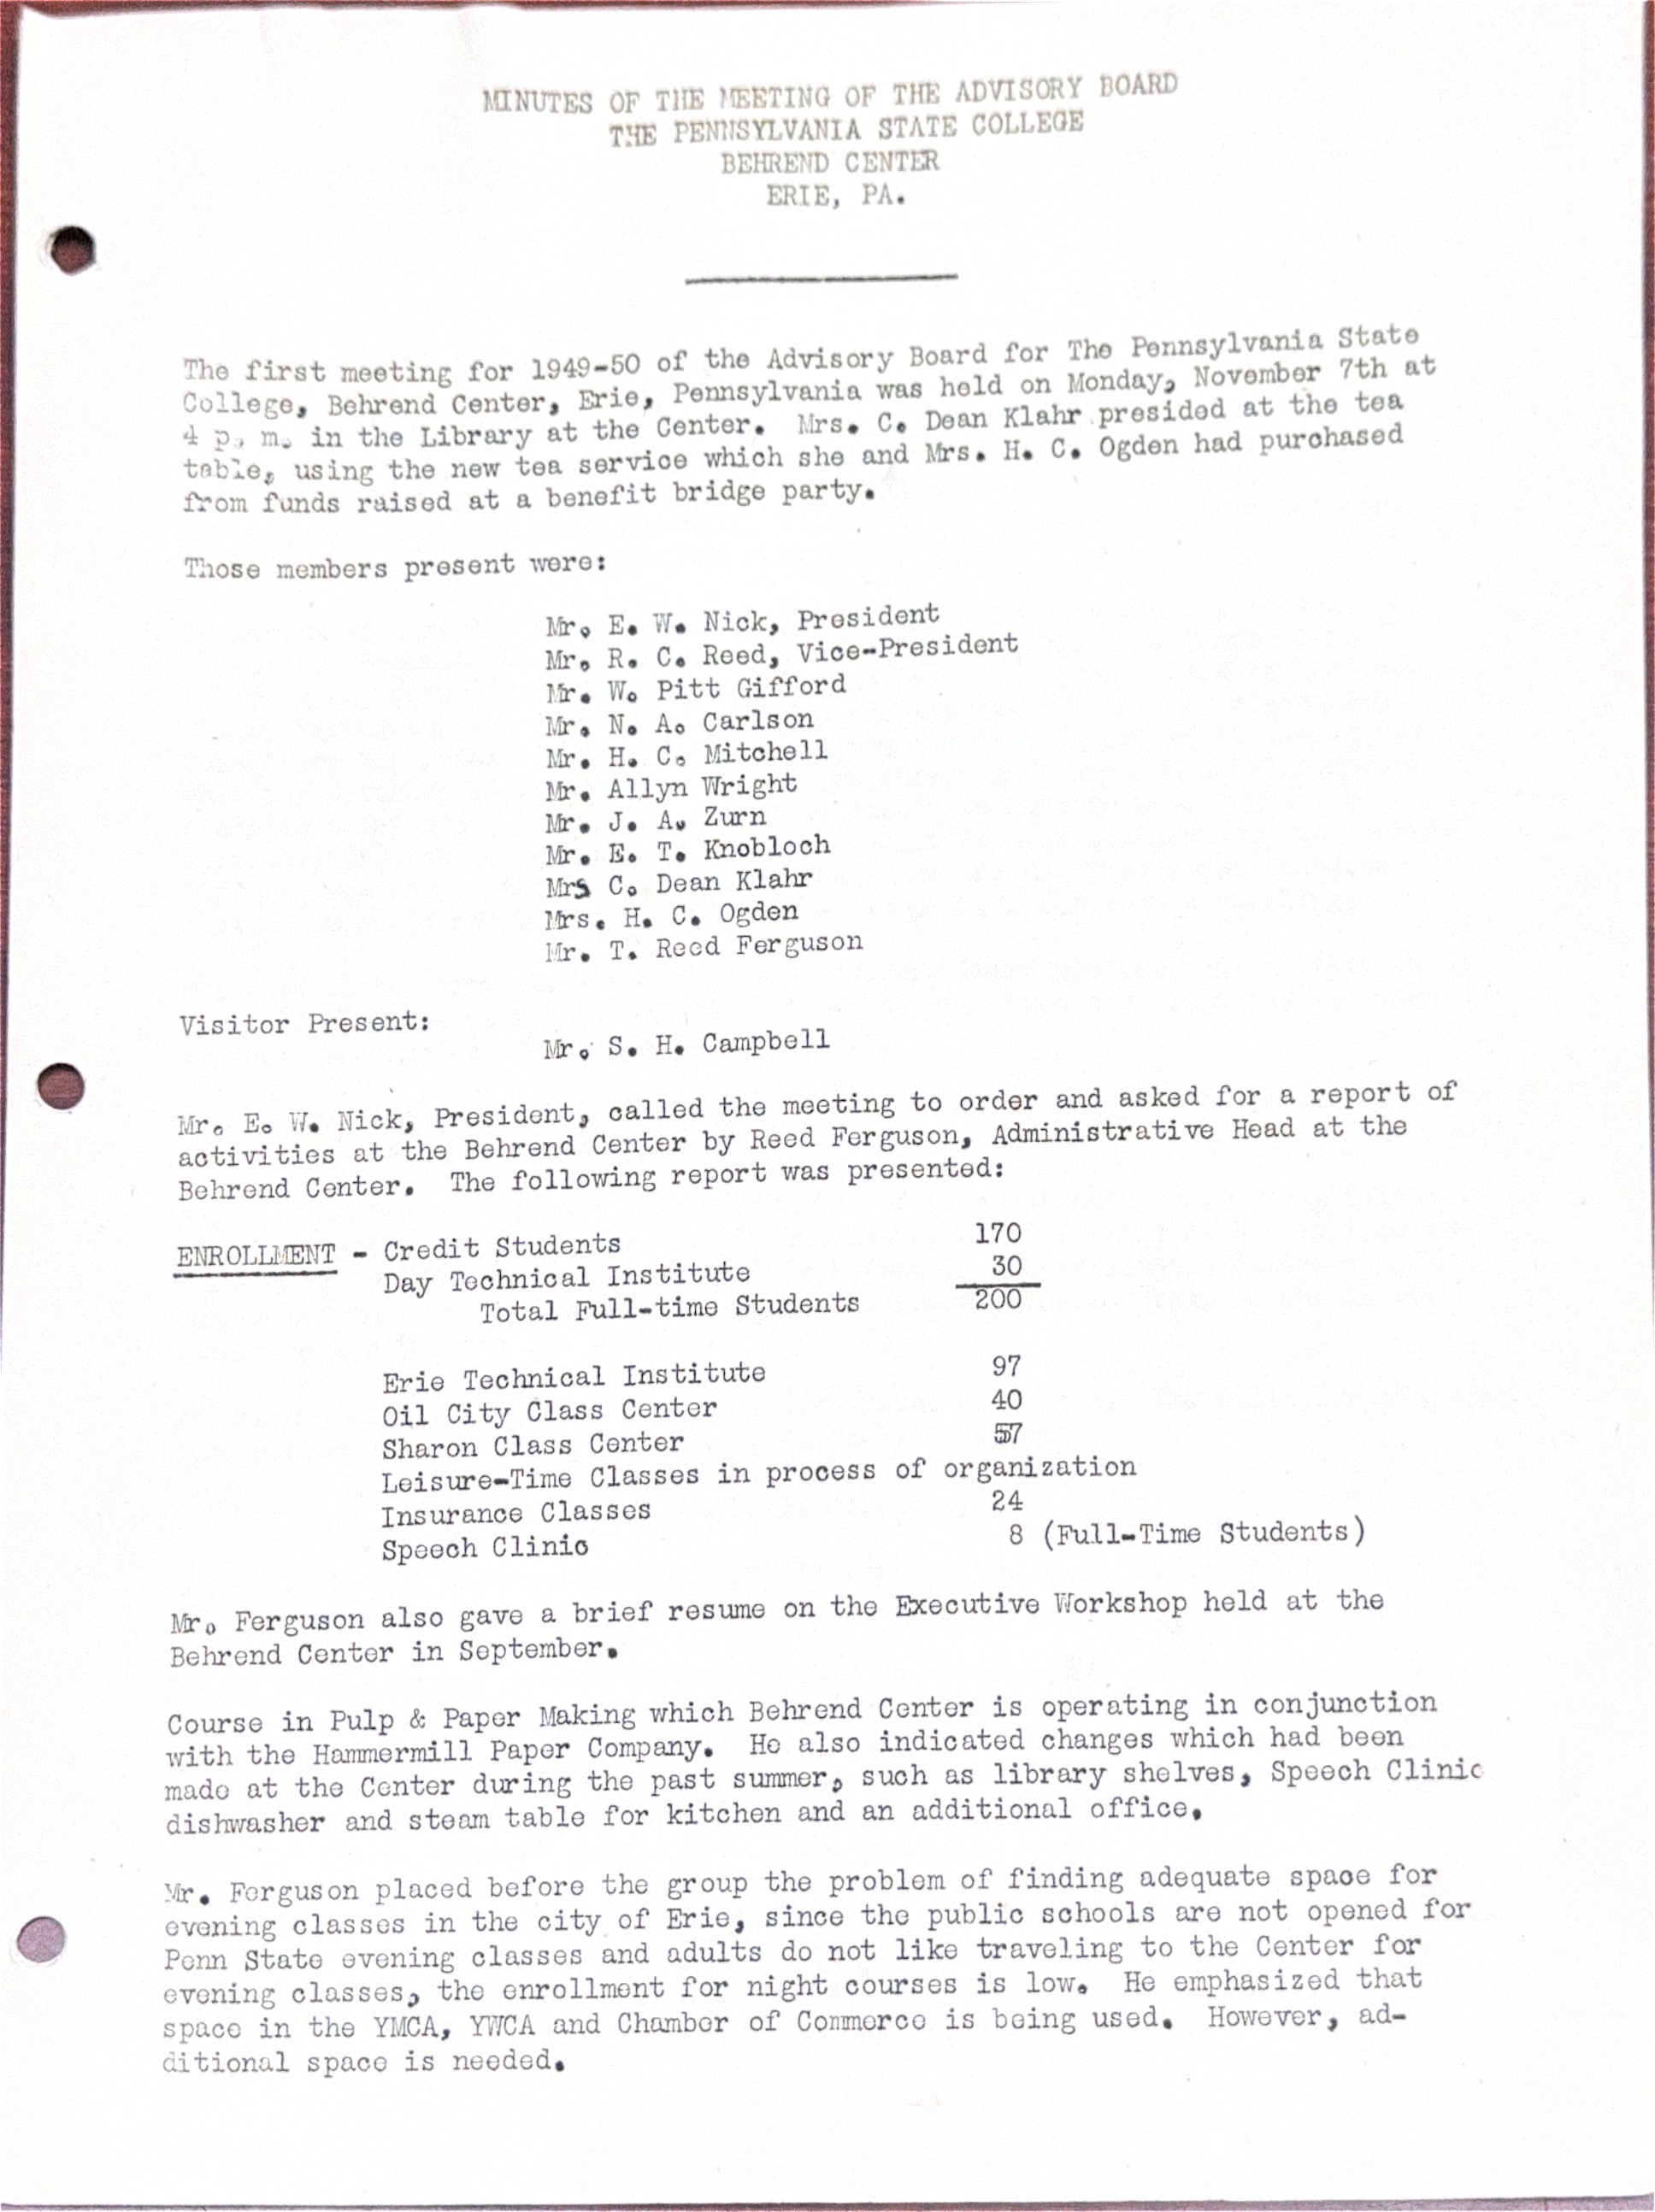 MINUTES OF THE MEETING OF THE ADVISORY BOARD
THE PENNSYLVANIA STATE COLLEGE
BEHREND CENTER
ERIE, PA.
The first meeting for 1949-50 of the Advisory Board for The Pennsylvania State
College, Behrend Center, Erie, Pennsylvania was held on Monday, November 7th at
4 p. m. in the Library at the Center. Mrs. C. Dean Klahr presided at the tea
table, using the new tea service which she and Mrs. H. C. Ogden had purchased
from funds raised at a benefit bridge party.
Those members present were:
Mr. E. W. Nick, President
Mr. R. C. Reed, Vice-President
Mr. W. Pitt Gifford
Mr. N. A. Carlson
Mr. H. C. Mitchell
Mr. Allyn Wright
Mr. J. A. Zurn
Mr. E. T. Knobloch
Mrs C. Dean Klahr
Mrs. H. C. Ogden
Mr. T. Reed Ferguson
Visitor Present:
Mr. S. H. Campbell
Mr. E. W. Nick, President, called the meeting to order and asked for a report of
activities at the Behrend Center by Reed Ferguson, Administrative Head at the
Behrend Center. The following report was presented:
ENROLLMENT - Credit Students 170
Day Technical Institute 30
Total Full-time Students 200
Erie Technical Institute 97
Oil City Class Center 40
Sharon Class Center 57
Leisure-Time Classes in process of organization
Insurance Classes 24
Speech Clinic 8 (Full-Time Students)
Mr. Ferguson also gave a brief resume on the Executive Workshop held at the
Behrend Center in September.
Course in Pulp & Paper Making which Behrend Center is operating in conjunction
with the Hammermill Paper Company. He also indicated changes which had been
made at the Center during the past summer, such as library shelves, Speech Clinic
dishwasher and steam table for kitchen and an additional office.
Mr. Ferguson placed before the group the problem of finding adequate space for
evening classes in the city of Erie, since the public schools are not opened for
Penn State evening classes and adults do not like traveling to the Center for
evening classes, the enrollment for night courses is low. He emphasized that
space in the YMCA, YWCA and Chamber of Commerce is being used. However, ad-
ditional space is needed.